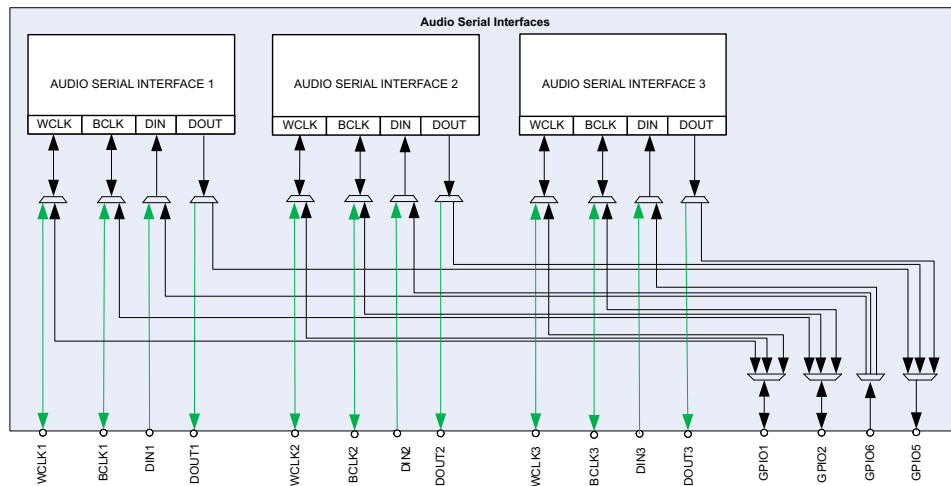 Audio Serial Interfaces
AUDIO SERIAL INTERFACE 1
AUDIO SERIAL INTERFACE 2
AUDIO SERIAL INTERFACE 3
WCLK BCLK DIN DOUT
WCLK BCLK DIN DOUT
WCLK BCLK DIN DOUT
WCLK1
BCLK1
DIN1
DOUT1
WCLK2
BCLK2
DIN2
DOUT2
WCLK3
BCLK3
DIN3
DOUT3
GPIO1
GPIO2
GPIO6
GPIO5